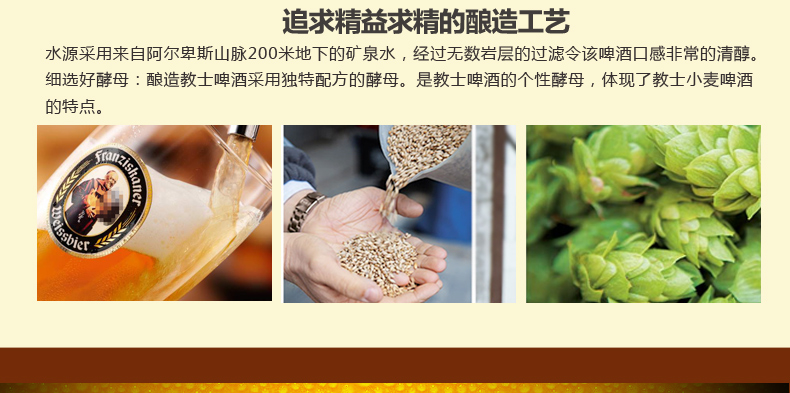 追求精益求精的酿造工艺
水源采用来自阿尔卑斯山脉200米地下的矿泉水，经过无数岩层的过滤令该啤酒口感非常的清醇。
细选好酵母：酿造教士啤酒采用独特配方的酵母。是教士啤酒的个性酵母，体现了教士小麦啤酒
的特点。
Franziskaner
Weissbier